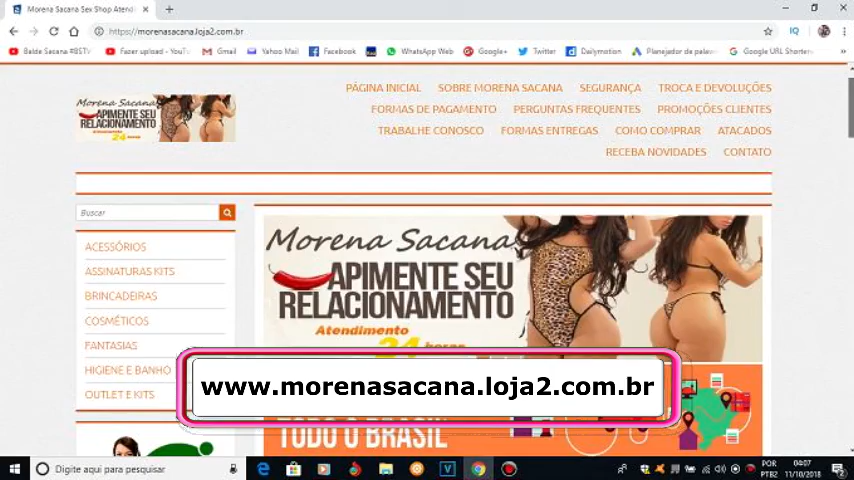 Morena Sacana Sex Shop Atend
https://morenasacana.loja2.com.br
Balde Sacana #BSTV
Fazer upload - YouTu
Gmail
Yahoo Mail
Facebook
WhatsApp Web
Google+
Twitter
Dailymotion
Planejador de palav
Google URL Shorten
PÁGINA INICIAL SOBRE MORENA SACANA SEGURANÇA TROCA E DEVOLUÇÕES
FORMAS DE PAGAMENTO PERGUNTAS FREQUENTES PROMOÇÕES CLIENTES
TRABALHE CONOSCO FORMAS ENTREGAS COMO COMPRAR ATACADOS
RECEBA NOVIDADES CONTATO
Morena Sacana
APIMENTE SEU
RELACIONAMENTO
24 horas
Buscar
ACESSÓRIOS
ASSINATURAS KITS
BRINCADEIRAS
COSMÉTICOS
FANTASIAS
HIGIENE E BANHO
OUTLET E KITS
Morena Sacana
APIMENTE SEU
RELACIONAMENTO
Atendimento
24 horas
www.morenasacana.loja2.com.br
TODO O BRASIL
Digite aqui para pesquisar
POR
PTB2
04:07
11/10/2018